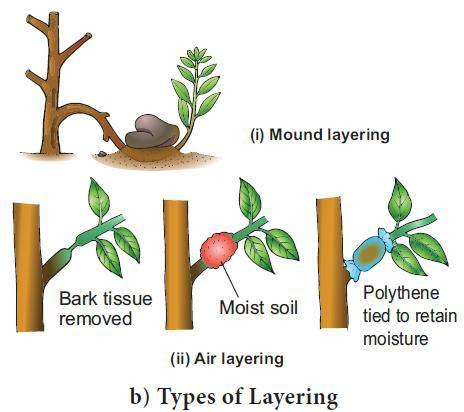 (i) Mound layering
Bark tissue
removed
Moist soil
Polythene
tied to retain
moisture
(ii) Air layering
b) Types of Layering